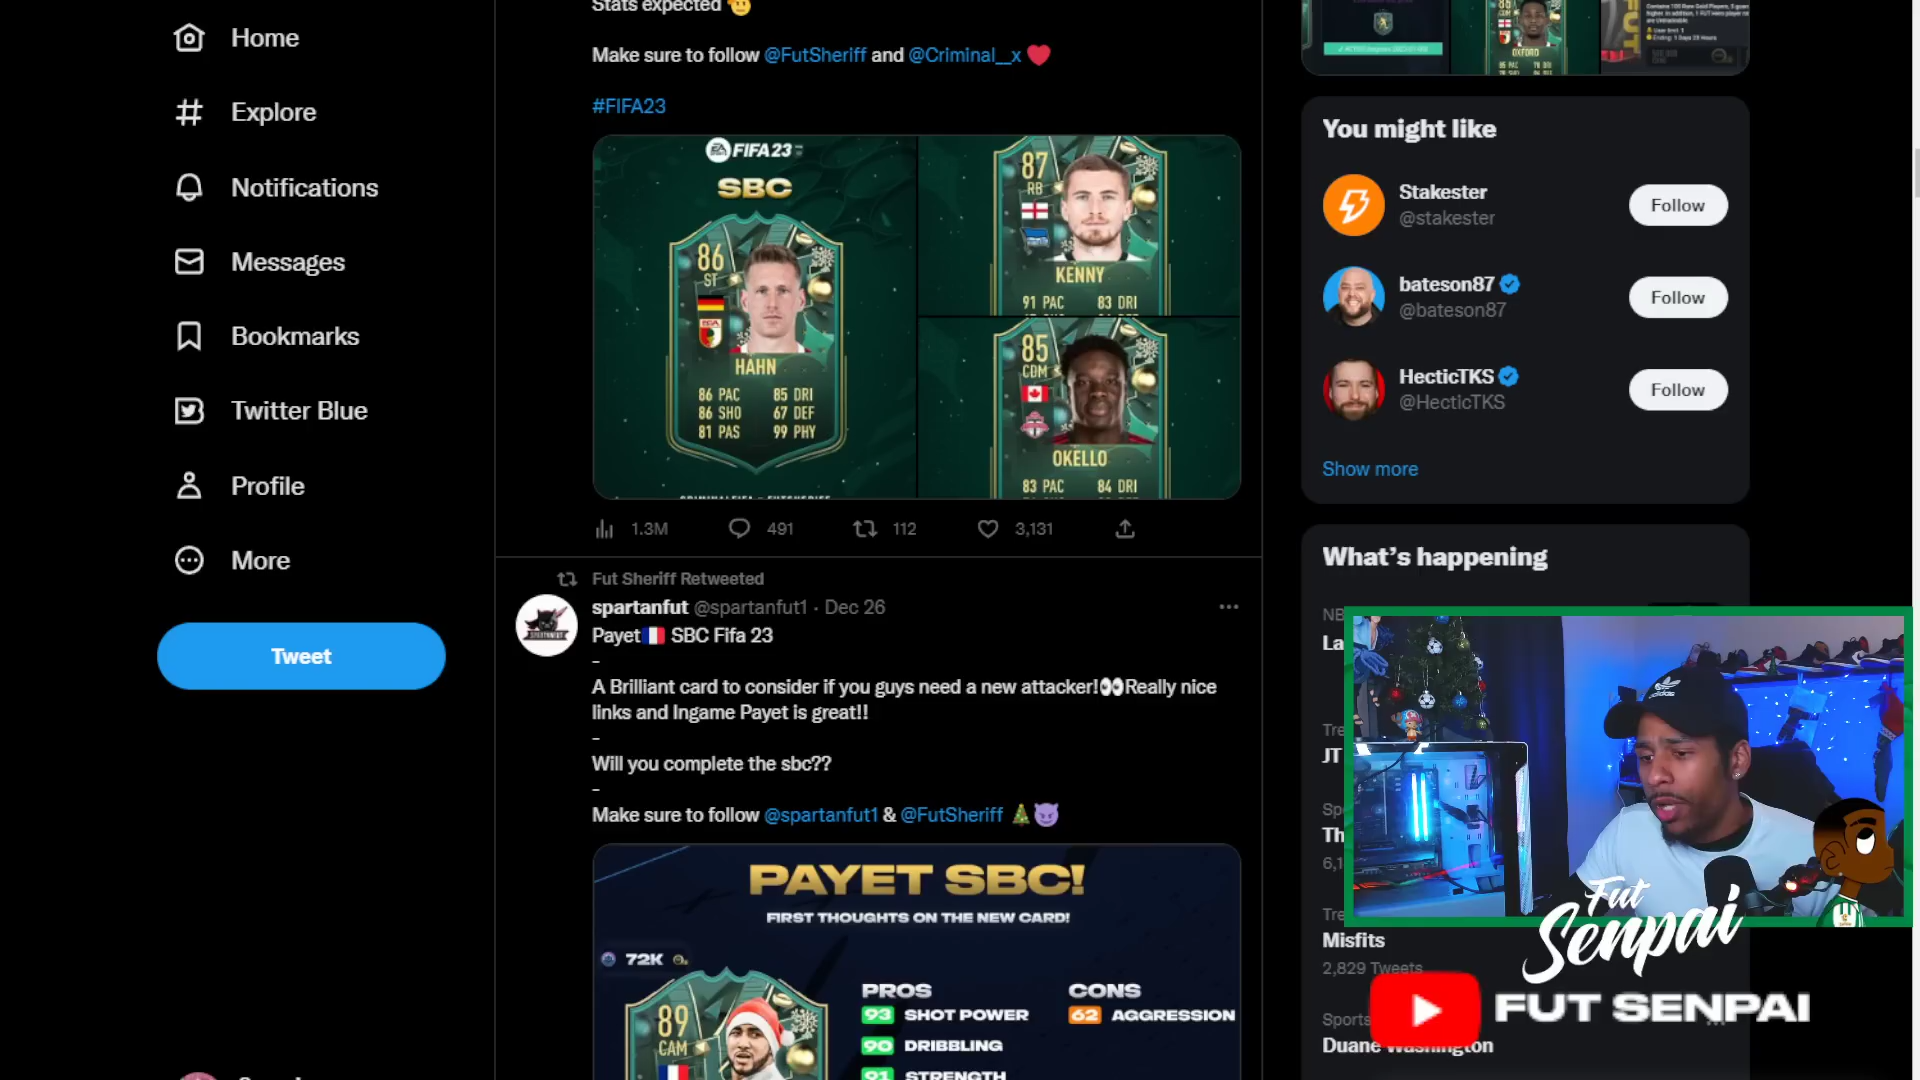 Home
Explore
Notifications
Messages
Bookmarks
Twitter Blue
Profile
More
Tweet
Stats expected
Make sure to follow @FutSheriff and @Criminal__x
#FIFA23
EA SPORTS FIFA 23
SBC
86
ST
HAHN
86 PAC 85 DRI
86 SHO 67 DEF
81 PAS 99 PHY
87
RB
KENNY
91 PAC 83 DRI
85
CDM
OKELLO
83 PAC 84 DRI
1.3M 491 112 3,131
Fut Sheriff Retweeted
spartanfut @spartanfut1 · Dec 26
Payet SBC Fifa 23
-
A Brilliant card to consider if you guys need a new attacker! Really nice
links and Ingame Payet is great!!
-
Will you complete the sbc??
-
Make sure to follow @spartanfut1 & @FutSheriff
PAYET SBC!
FIRST THOUGHTS ON THE NEW CARD!
72K
89
CAM
PROS
93 SHOT POWER
90 DRIBBLING
91 STRENGTH
CONS
62 AGGRESSION
OXFORD
You might like
Stakester
@stakester
Follow
bateson87
@bateson87
Follow
HecticTKS
@HecticTKS
Follow
Show more
What's happening
NB
La
Tre
JT
Sp
Th
6,1
Tre
Misfits
2,829 Tweets
Sports
Duane Washington
Fut
Senpai
FUT SENPAI